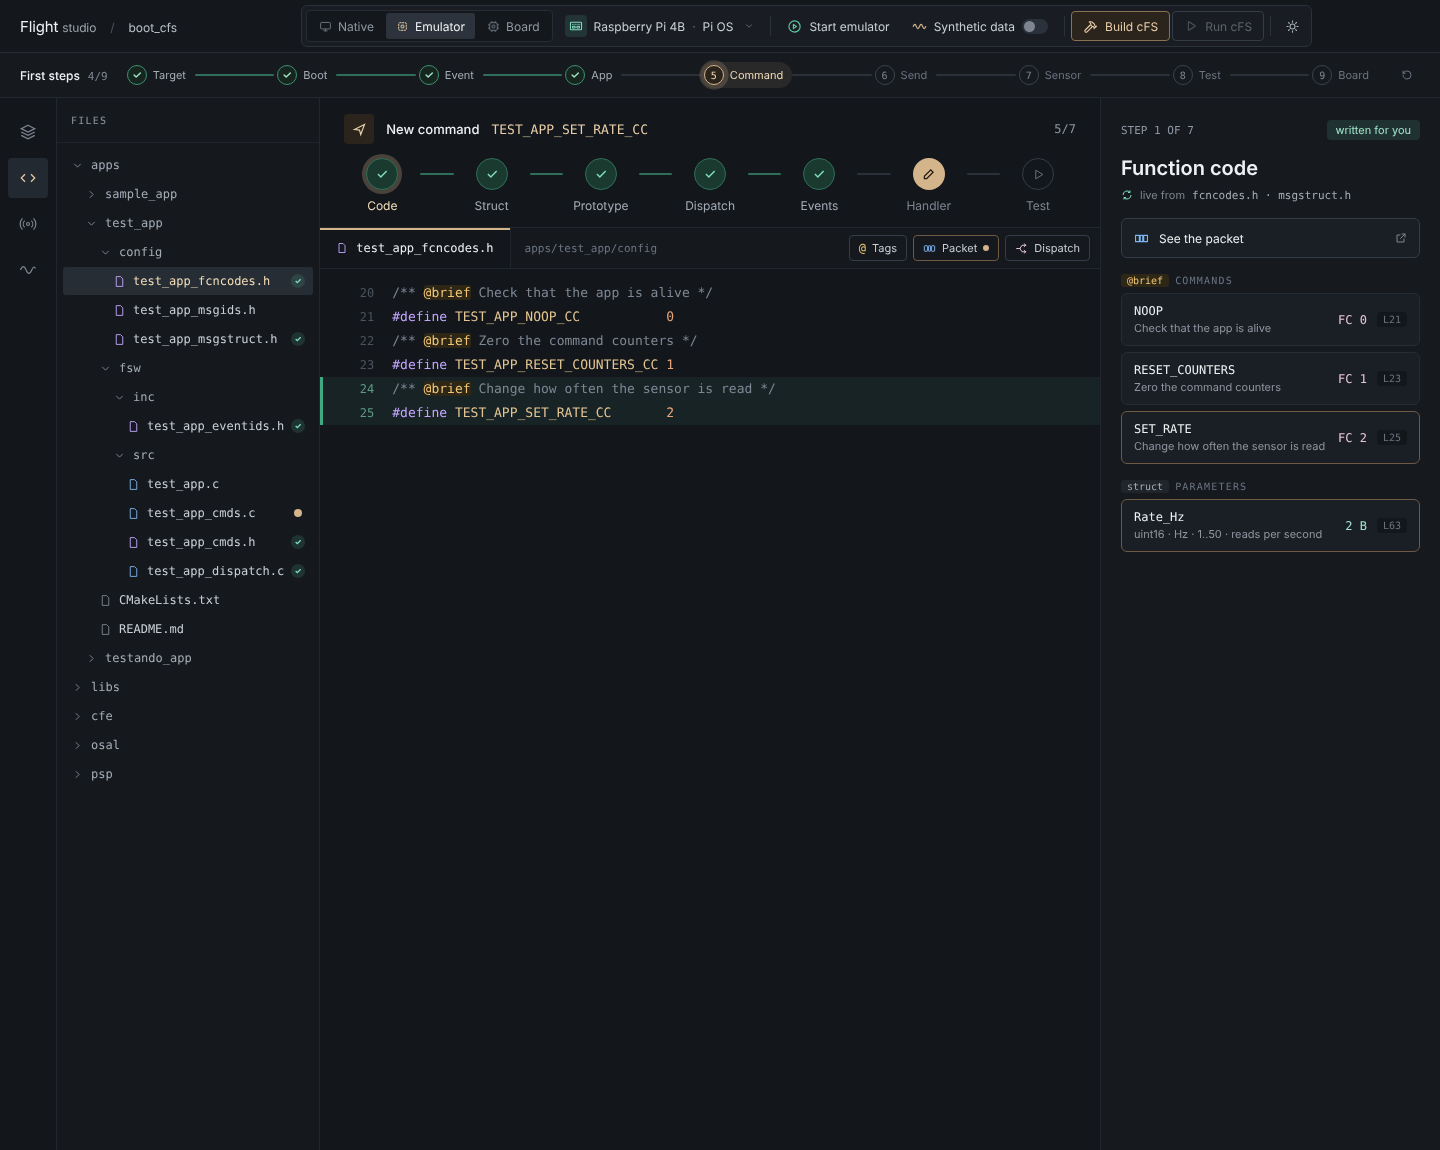 Flight studio / boot_cfs
Native Emulator Board Raspberry Pi 4B · Pi OS Start emulator Synthetic data Build cFS Run cFS
First steps 4/9 Target Boot Event App 5 Command 6 Send 7 Sensor 8 Test 9 Board
FILES
apps
sample_app
test_app
config
test_app_fcncodes.h
test_app_msgids.h
test_app_msgstruct.h
fsw
inc
test_app_eventids.h
src
test_app.c
test_app_cmds.c
test_app_cmds.h
test_app_dispatch.c
CMakeLists.txt
README.md
testando_app
libs
cfe
osal
psp
New command TEST_APP_SET_RATE_CC 5/7
Code Struct Prototype Dispatch Events Handler Test
test_app_fcncodes.h apps/test_app/config @ Tags Packet Dispatch
20 /** @brief Check that the app is alive */
21 #define TEST_APP_NOOP_CC 0
22 /** @brief Zero the command counters */
23 #define TEST_APP_RESET_COUNTERS_CC 1
24 /** @brief Change how often the sensor is read */
25 #define TEST_APP_SET_RATE_CC 2
STEP 1 OF 7 written for you
Function code
live from fcncodes.h · msgstruct.h
See the packet
@brief COMMANDS
NOOP
Check that the app is alive
FC 0 L21
RESET_COUNTERS
Zero the command counters
FC 1 L23
SET_RATE
Change how often the sensor is read
FC 2 L25
struct PARAMETERS
Rate_Hz
uint16 · Hz · 1..50 · reads per second
2 B L63